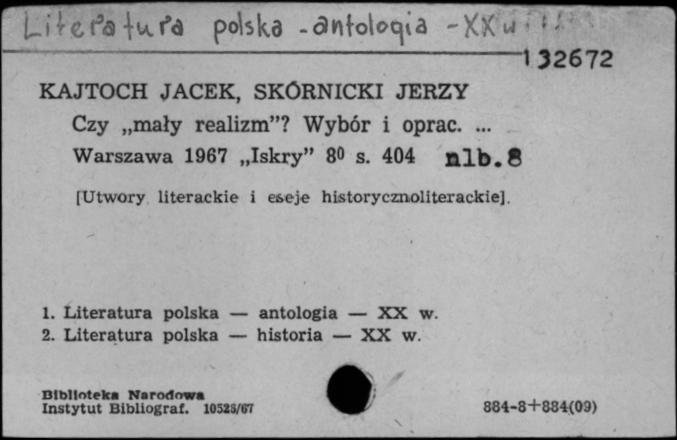 Literatura polska - antologia - XX w.
132672
KAJTOCH JACEK, SKÓRNICKI JERZY
Czy „mały realizm”? Wybór i oprac. ...
Warszawa 1967 „Iskry” 8⁰ s. 404 nlb. 8
[Utwory literackie i eseje historycznoliterackie].
1. Literatura polska — antologia — XX w.
2. Literatura polska — historia — XX w.
Biblioteka Narodowa
Instytut Bibliograf. 10523/67
884-8+884(09)